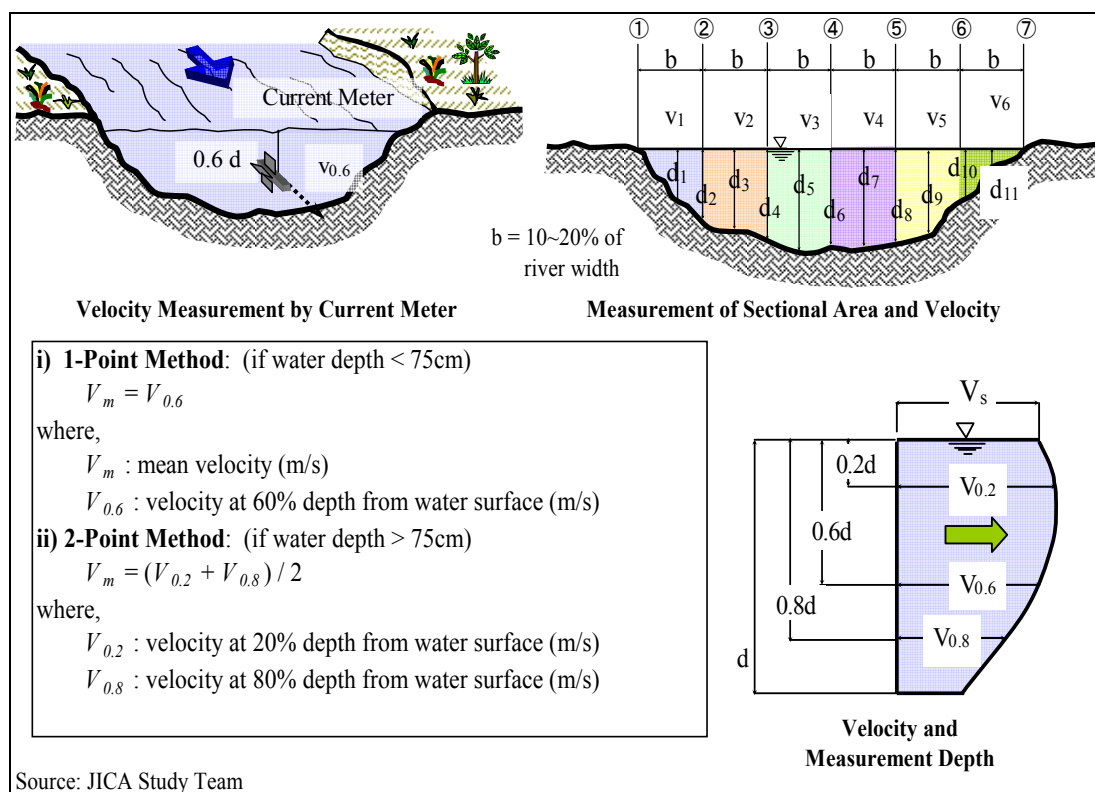 Current Meter
0.6 d
v0.6
Velocity Measurement by Current Meter
① ② ③ ④ ⑤ ⑥ ⑦
b b b b b b
v1 v2 v3 v4 v5 v6
d1 d2 d3 d4 d5 d6 d7 d8 d9 d10 d11
b = 10~20% of
river width
Measurement of Sectional Area and Velocity
i) 1-Point Method: (if water depth < 75cm)
Vm = V0.6
where,
Vm : mean velocity (m/s)
V0.6 : velocity at 60% depth from water surface (m/s)
ii) 2-Point Method: (if water depth > 75cm)
Vm = (V0.2 + V0.8) / 2
where,
V0.2 : velocity at 20% depth from water surface (m/s)
V0.8 : velocity at 80% depth from water surface (m/s)
Vs
0.2d
V0.2
0.6d
V0.6
0.8d
V0.8
d
Velocity and
Measurement Depth
Source: JICA Study Team